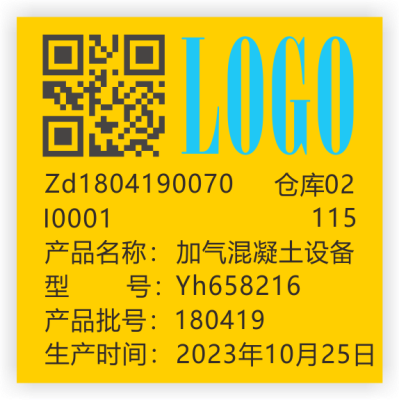 LOGO
Zd1804190070 仓库02
I0001 115
产品名称：加气混凝土设备
型 号：Yh658216
产品批号：180419
生产时间：2023年10月25日